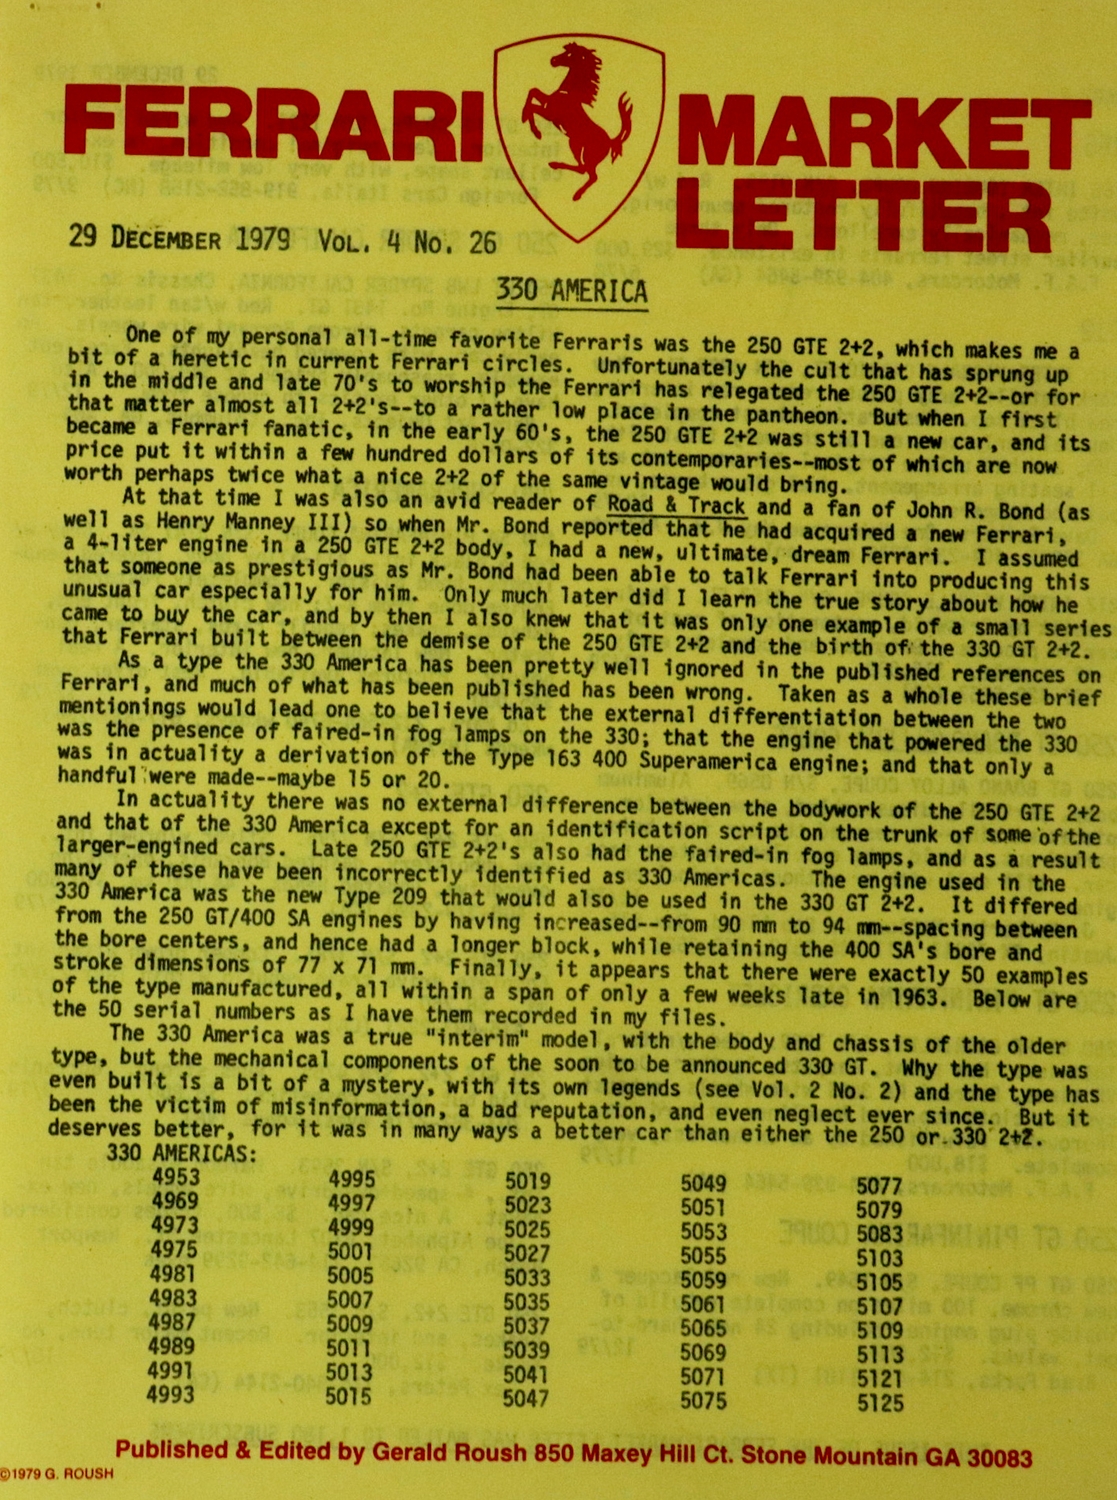 FERRARI MARKET
LETTER
29 DECEMBER 1979 VOL. 4 NO. 26
330 AMERICA
One of my personal all-time favorite Ferraris was the 250 GTE 2+2, which makes me a
bit of a heretic in current Ferrari circles. Unfortunately the cult that has sprung up
in the middle and late 70's to worship the Ferrari has relegated the 250 GTE 2+2--or for
that matter almost all 2+2's--to a rather low place in the pantheon. But when I first
became a Ferrari fanatic, in the early 60's, the 250 GTE 2+2 was still a new car, and its
price put it within a few hundred dollars of its contemporaries--most of which are now
worth perhaps twice what a nice 2+2 of the same vintage would bring.
At that time I was also an avid reader of Road & Track and a fan of John R. Bond (as
well as Henry Manney III) so when Mr. Bond reported that he had acquired a new Ferrari,
a 4-liter engine in a 250 GTE 2+2 body, I had a new, ultimate, dream Ferrari. I assumed
that someone as prestigious as Mr. Bond had been able to talk Ferrari into producing this
unusual car especially for him. Only much later did I learn the true story about how he
came to buy the car, and by then I also knew that it was only one example of a small series
that Ferrari built between the demise of the 250 GTE 2+2 and the birth of the 330 GT 2+2.
As a type the 330 America has been pretty well ignored in the published references on
Ferrari, and much of what has been published has been wrong. Taken as a whole these brief
mentionings would lead one to believe that the external differentiation between the two
was the presence of faired-in fog lamps on the 330; that the engine that powered the 330
was in actuality a derivation of the Type 163 400 Superamerica engine; and that only a
handful were made--maybe 15 or 20.
In actuality there was no external difference between the bodywork of the 250 GTE 2+2
and that of the 330 America except for an identification script on the trunk of some of the
larger-engined cars. Late 250 GTE 2+2's also had the faired-in fog lamps, and as a result
many of these have been incorrectly identified as 330 Americas. The engine used in the
330 America was the new Type 209 that would also be used in the 330 GT 2+2. It differed
from the 250 GT/400 SA engines by having increased--from 90 mm to 94 mm--spacing between
the bore centers, and hence had a longer block, while retaining the 400 SA's bore and
stroke dimensions of 77 x 71 mm. Finally, it appears that there were exactly 50 examples
of the type manufactured, all within a span of only a few weeks late in 1963. Below are
the 50 serial numbers as I have them recorded in my files.
The 330 America was a true "interim" model, with the body and chassis of the older
type, but the mechanical components of the soon to be announced 330 GT. Why the type was
even built is a bit of a mystery, with its own legends (see Vol. 2 No. 2) and the type has
been the victim of misinformation, a bad reputation, and even neglect ever since. But it
deserves better, for it was in many ways a better car than either the 250 or 330 2+2.
330 AMERICAS:
4953 4995 5019 5049 5077
4969 4997 5023 5051 5079
4973 4999 5025 5053 5083
4975 5001 5027 5055 5103
4981 5005 5033 5059 5105
4983 5007 5035 5061 5107
4987 5009 5037 5065 5109
4989 5011 5039 5069 5113
4991 5013 5041 5071 5121
4993 5015 5047 5075 5125
Published & Edited by Gerald Roush 850 Maxey Hill Ct. Stone Mountain GA 30083
©1979 G. ROUSH